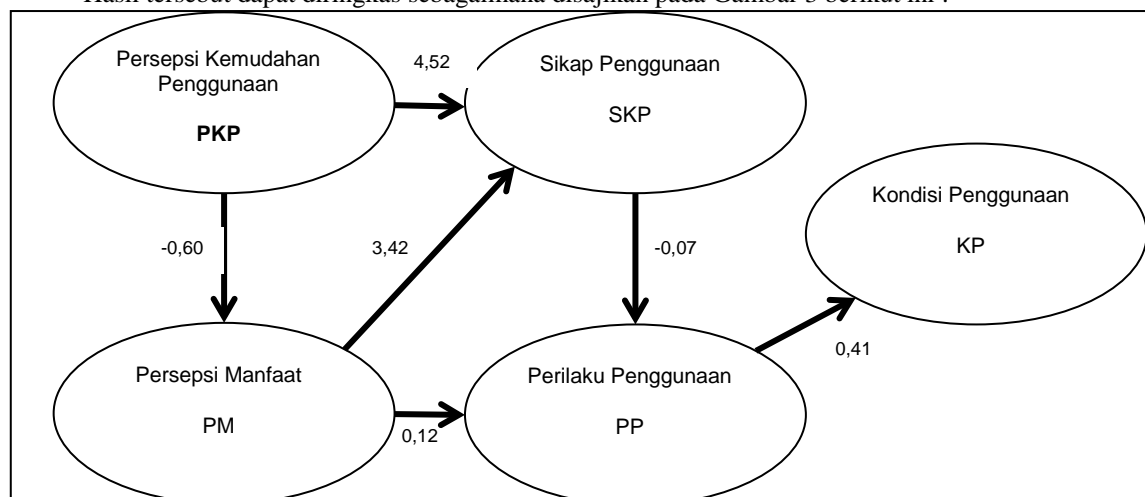 Hasil tersebut dapat diringkas sebagaimana disajikan pada Gambar 3 berikut ini :
Persepsi Kemudahan
Penggunaan
PKP
4,52
Sikap Penggunaan
SKP
Kondisi Penggunaan
KP
-0,60
3,42
-0,07
0,41
Persepsi Manfaat
PM
0,12
Perilaku Penggunaan
PP